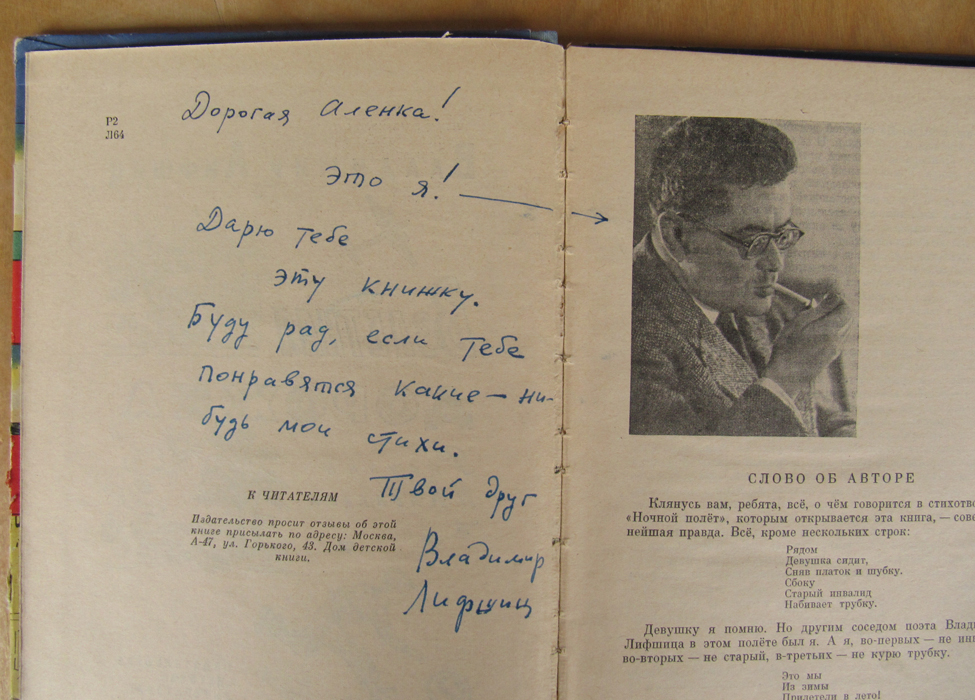 Р2
Л64
Дорогая Аленка!
Это я!
Дарю тебе
эту книжку.
Буду рад, если тебе
понравятся какие-ни-
будь мои стихи.
Твой друг
Владимир
Лифшиц
К ЧИТАТЕЛЯМ
Издательство просит отзывы об этой
книге присылать по адресу: Москва,
А-47, ул. Горького, 43. Дом детской
книги.
СЛОВО ОБ АВТОРЕ
Клянусь вам, ребята, всё, о чём говорится в стихотво
«Ночной полёт», которым открывается эта книга, — сове
нейшая правда. Всё, кроме нескольких строк:
Рядом
Девушка сидит,
Сняв платок и шубку.
Сбоку
Старый инвалид
Набивает трубку.
Девушку я помню. Но другим соседом поэта Влади
Лифшица в этом полёте был я. А я, во-первых — не ин
во-вторых — не старый, в-третьих — не курю трубку.
Это мы
Из зимы
Прилетели в лето!